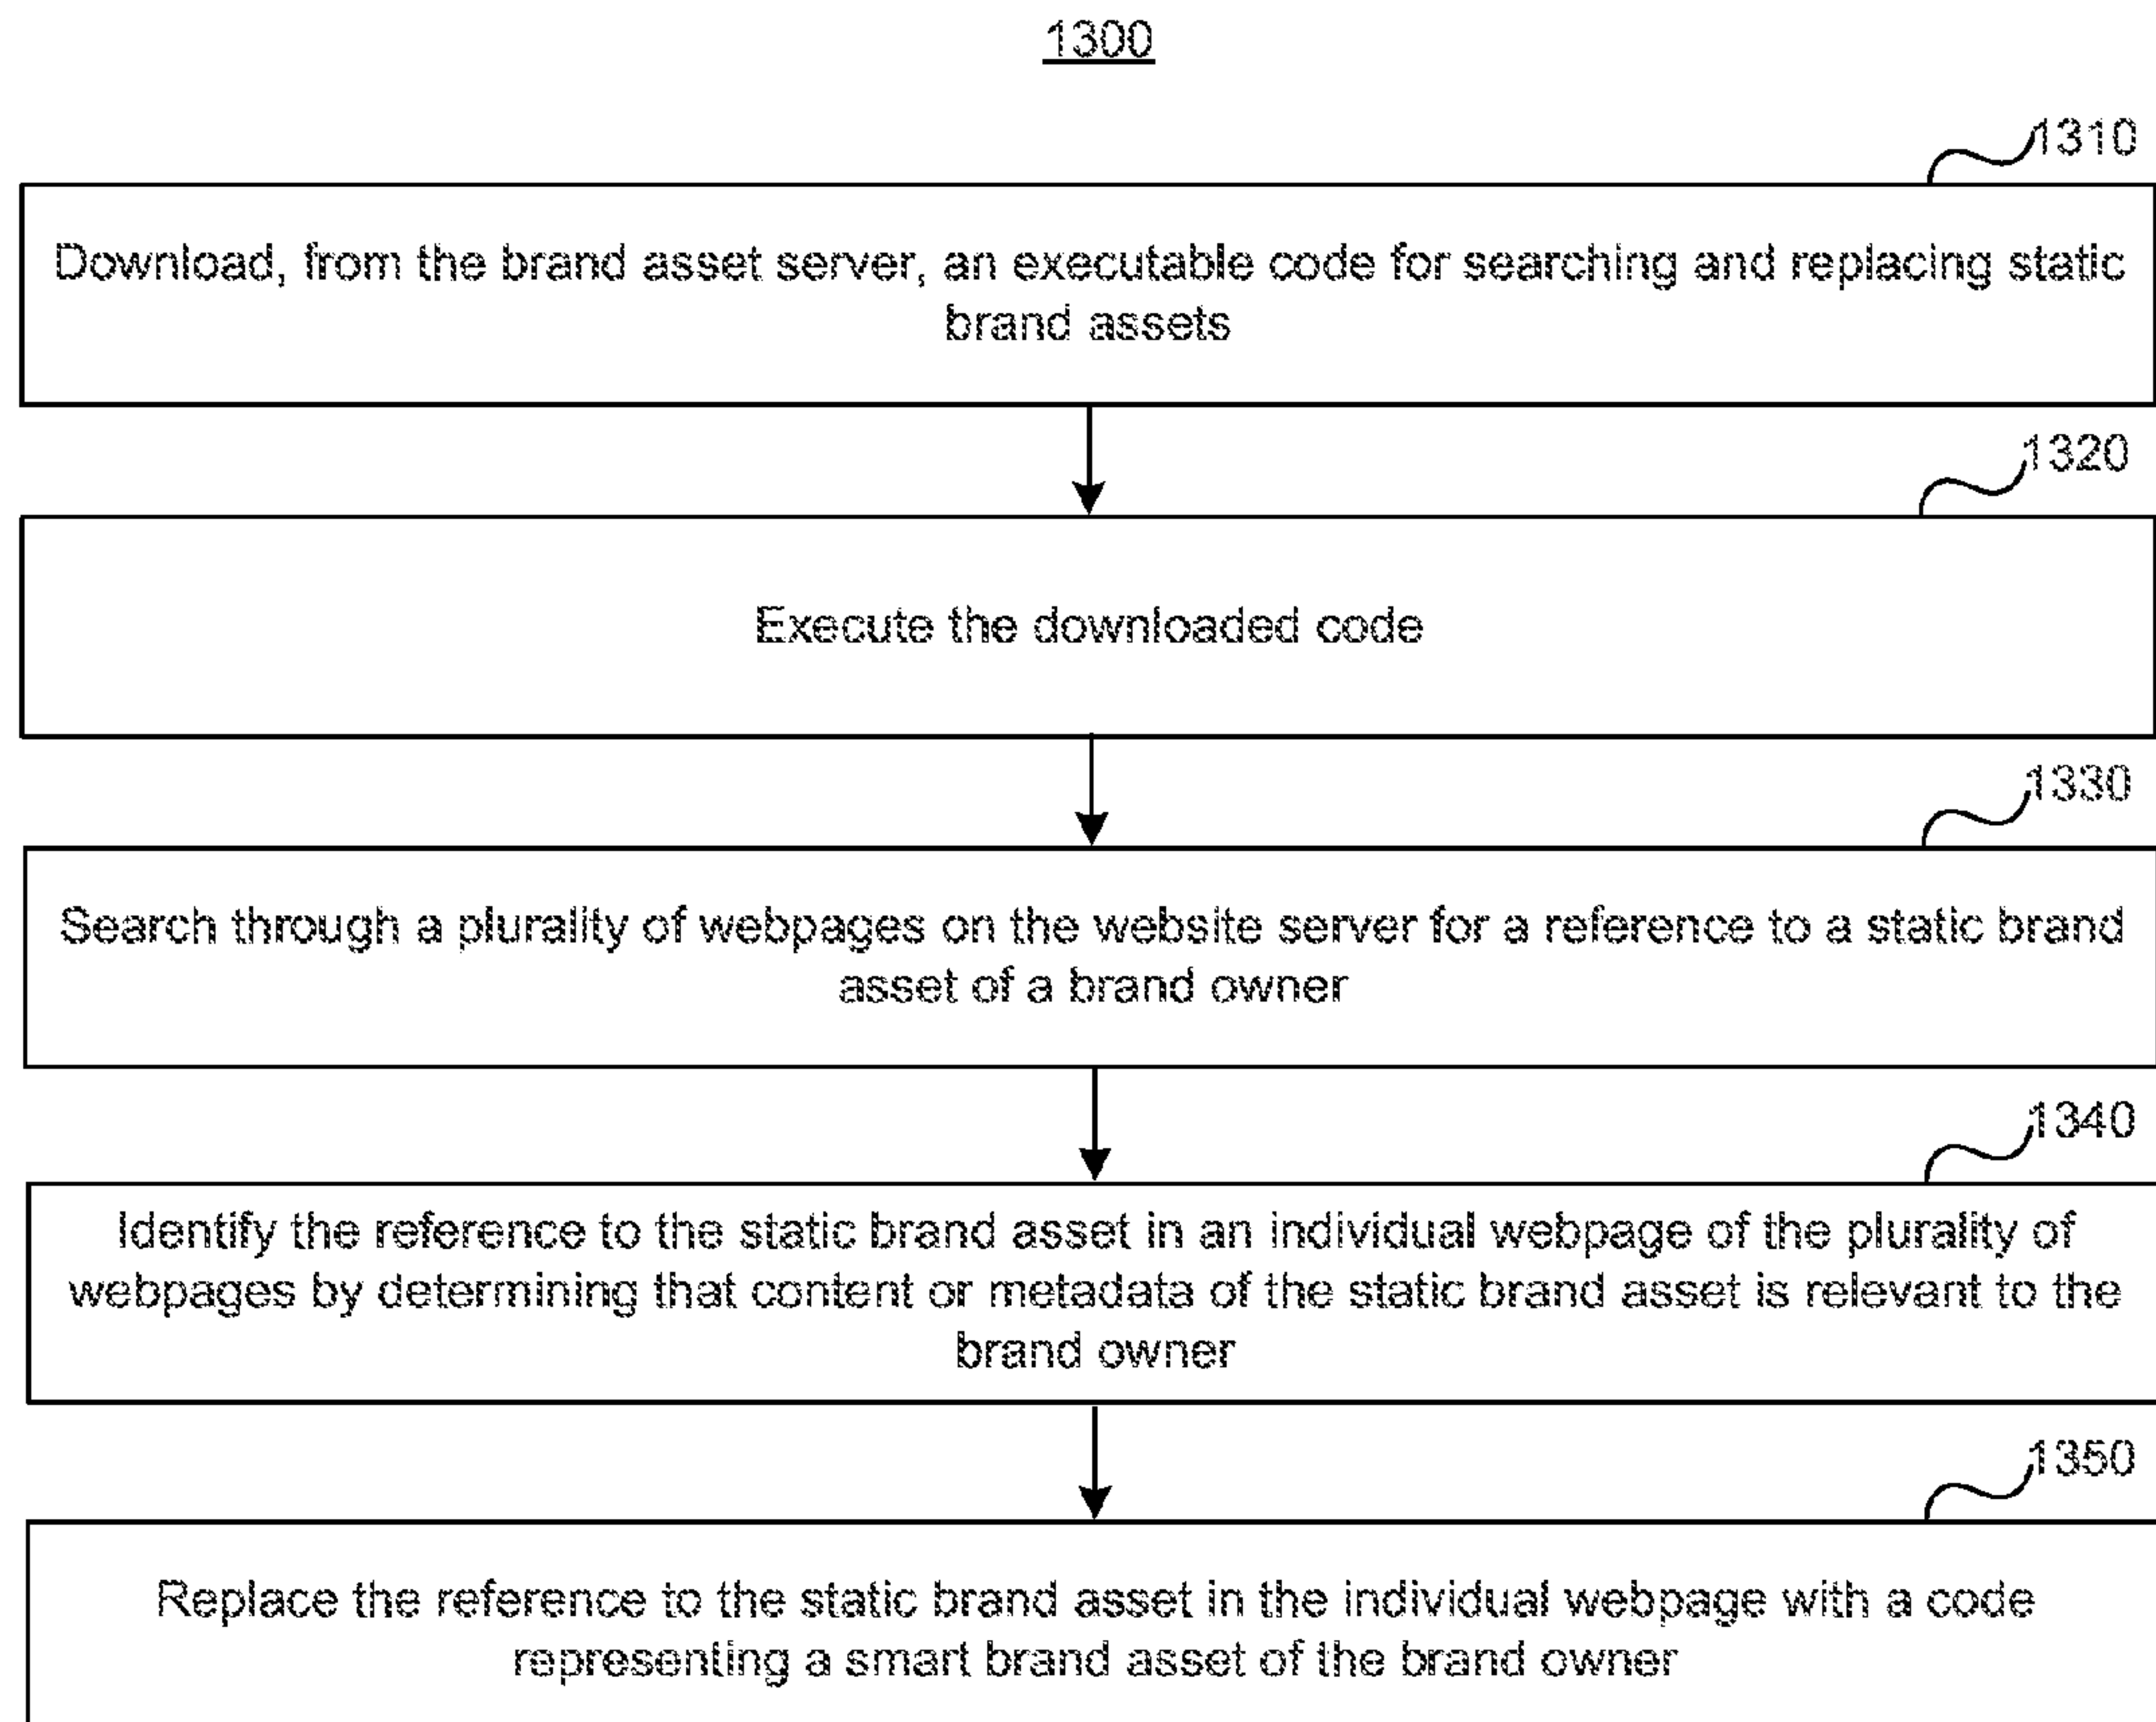 1300
1310
Download, from the brand asset server, an executable code for searching and replacing static
brand assets
1320
Execute the downloaded code
1330
Search through a plurality of webpages on the website server for a reference to a static brand
asset of a brand owner
1340
Identify the reference to the static brand asset in an individual webpage of the plurality of
webpages by determining that content or metadata of the static brand asset is relevant to the
brand owner
1350
Replace the reference to the static brand asset in the individual webpage with a code
representing a smart brand asset of the brand owner